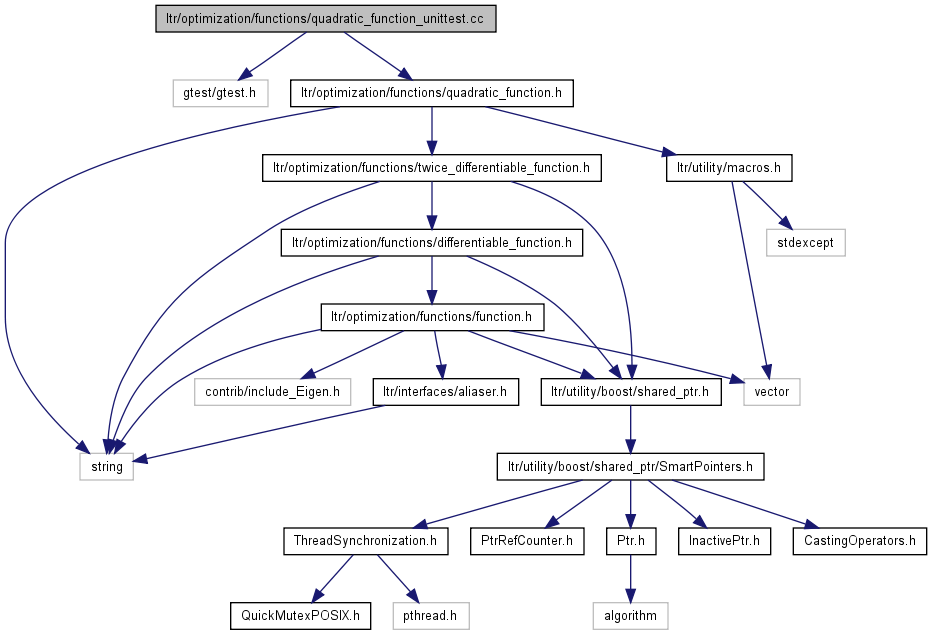 ltr/optimization/functions/quadratic_function_unittest.cc
gtest/gtest.h
ltr/optimization/functions/quadratic_function.h
ltr/optimization/functions/twice_differentiable_function.h
ltr/utility/macros.h
ltr/optimization/functions/differentiable_function.h
stdexcept
ltr/optimization/functions/function.h
contrib/include_Eigen.h
ltr/interfaces/aliaser.h
ltr/utility/boost/shared_ptr.h
vector
string
ltr/utility/boost/shared_ptr/SmartPointers.h
ThreadSynchronization.h
PtrRefCounter.h
Ptr.h
InactivePtr.h
CastingOperators.h
QuickMutexPOSIX.h
pthread.h
algorithm